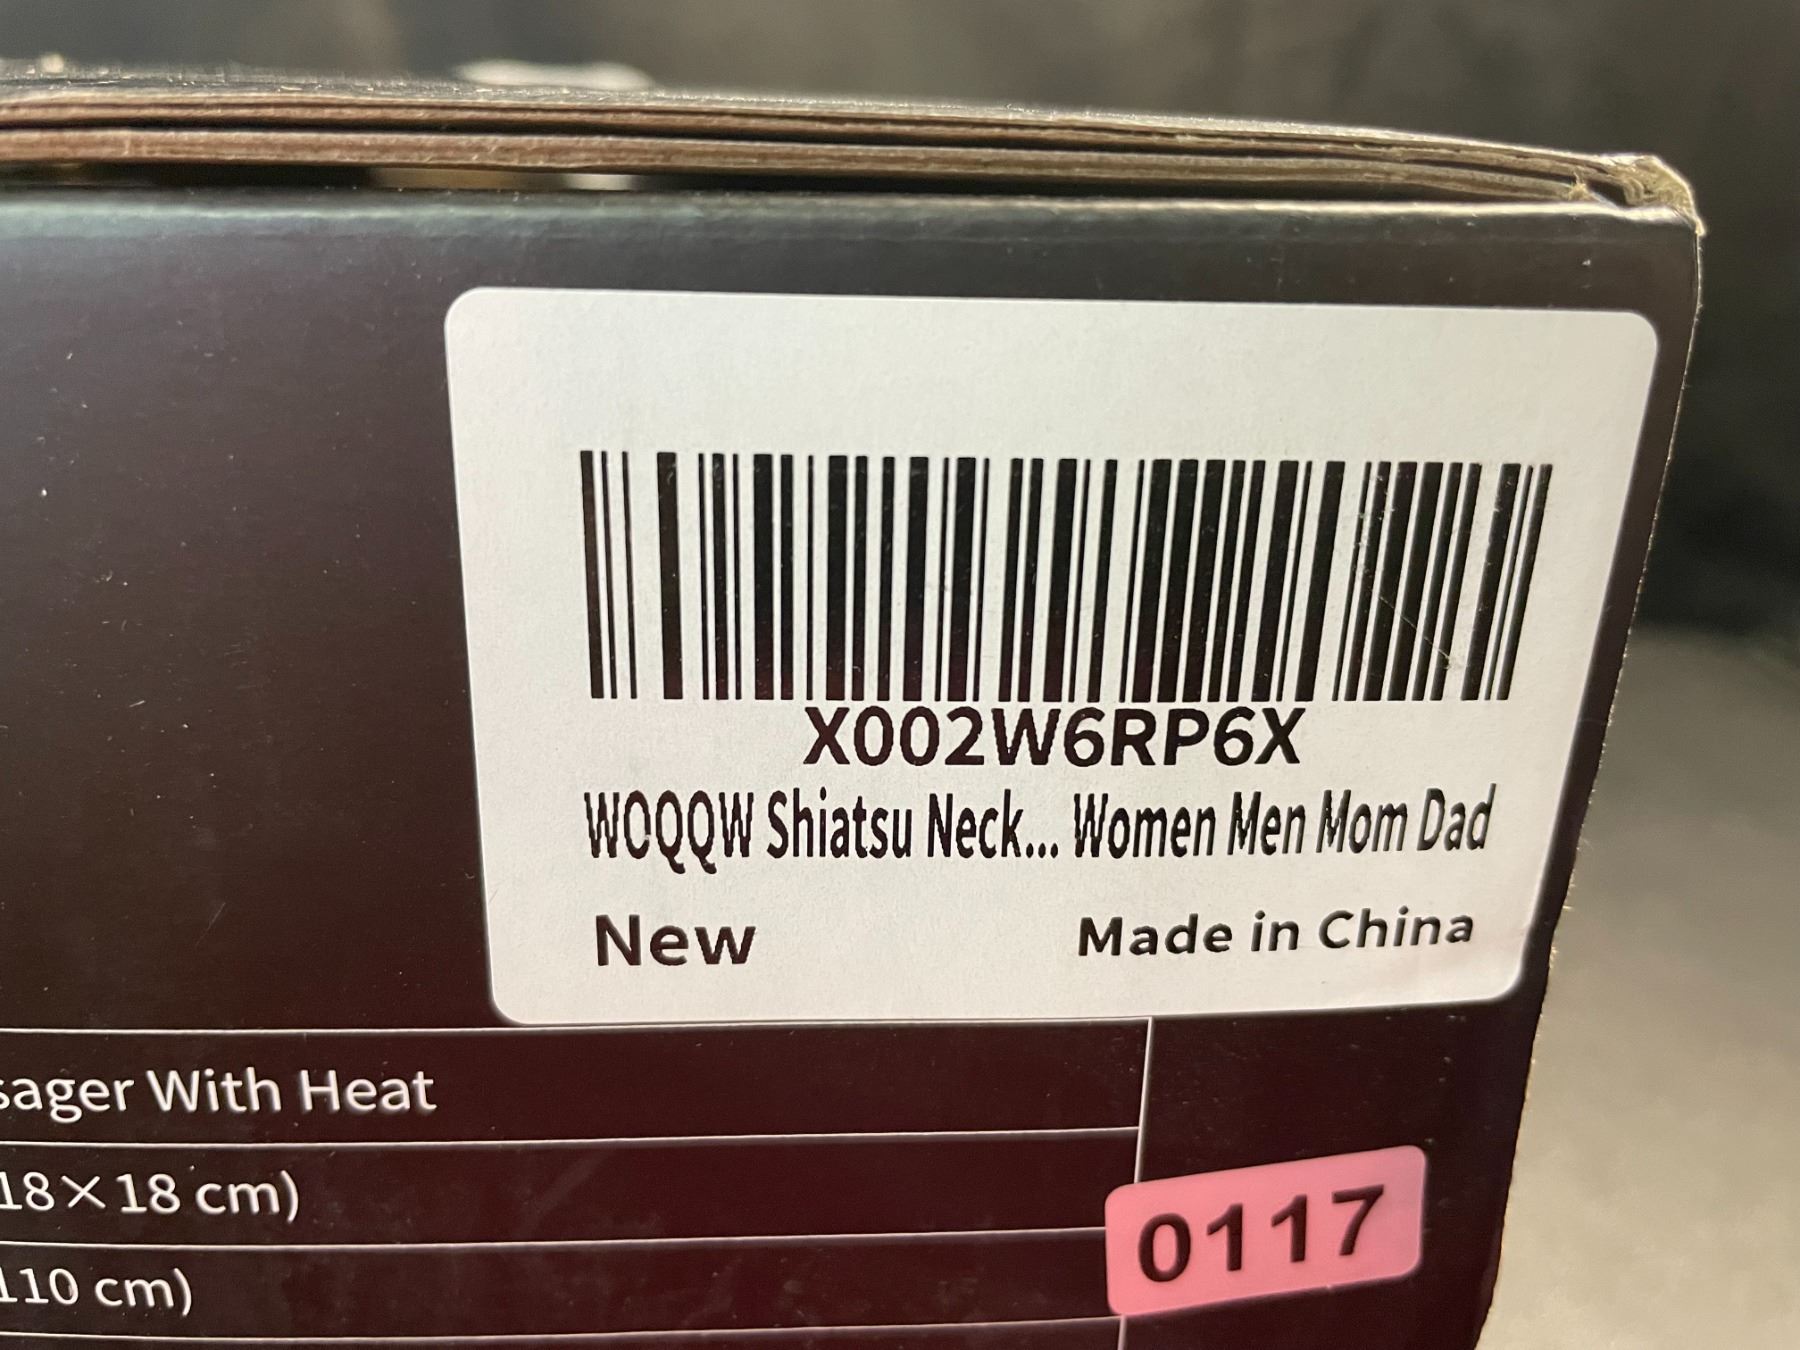 X002W6RP6X
WOQQW Shiatsu Neck... Women Men Mom Dad
New
Made in China
sager With Heat
18×18 cm)
110 cm)
0117